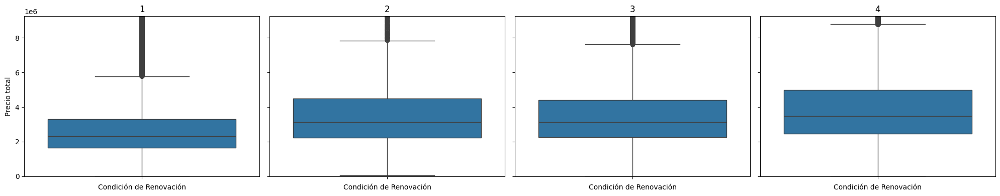 1e6
1
2
3
4
8
6
4
2
0
Precio total
Condición de Renovación
Condición de Renovación
Condición de Renovación
Condición de Renovación